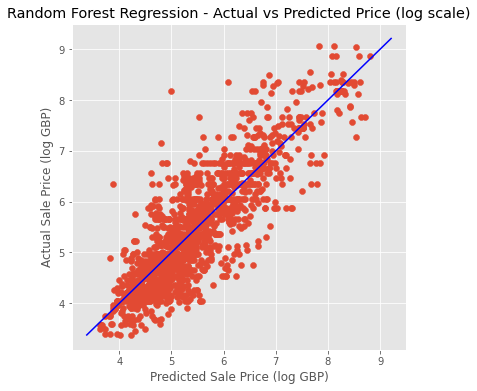 Random Forest Regression - Actual vs Predicted Price (log scale)
9
8
7
6
5
4
Actual Sale Price (log GBP)
4 5 6 7 8 9
Predicted Sale Price (log GBP)